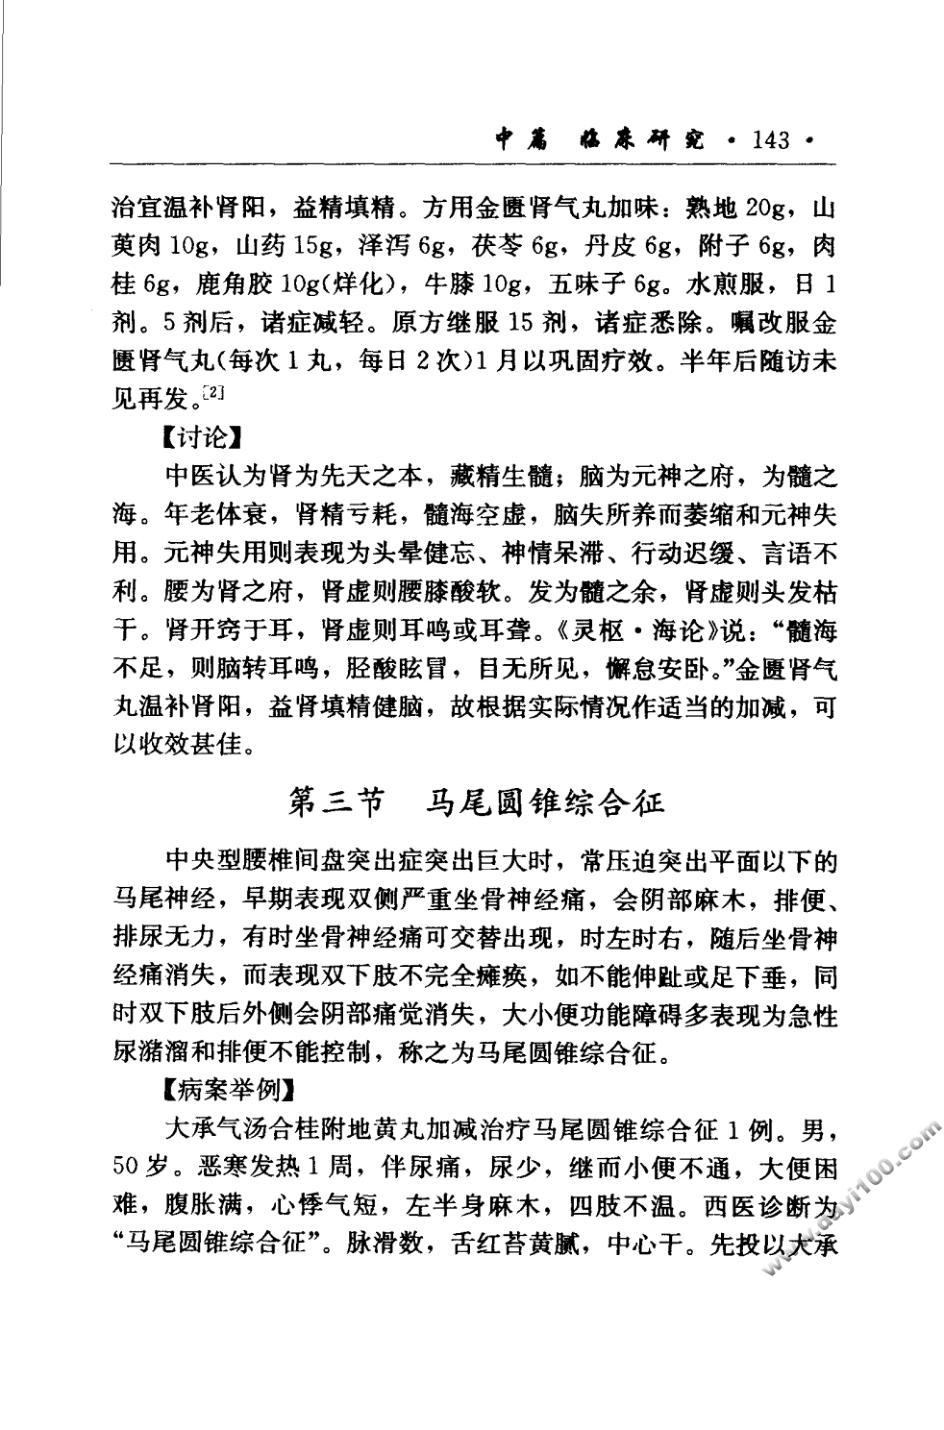 中篇 临床研究 · 143 ·
治宜温补肾阳，益精填精。方用金匮肾气丸加味：熟地 20g，山
萸肉 10g，山药 15g，泽泻 6g，茯苓 6g，丹皮 6g，附子 6g，肉
桂 6g，鹿角胶 10g(烊化)，牛膝 10g，五味子 6g。水煎服，日 1
剂。5 剂后，诸症减轻。原方继服 15 剂，诸症悉除。嘱改服金
匮肾气丸(每次 1 丸，每日 2 次)1 月以巩固疗效。半年后随访未
见再发。[2]
【讨论】
中医认为肾为先天之本，藏精生髓；脑为元神之府，为髓之
海。年老体衰，肾精亏耗，髓海空虚，脑失所养而萎缩和元神失
用。元神失用则表现为头晕健忘、神情呆滞、行动迟缓、言语不
利。腰为肾之府，肾虚则腰膝酸软。发为髓之余，肾虚则头发枯
干。肾开窍于耳，肾虚则耳鸣或耳聋。《灵枢·海论》说：“髓海
不足，则脑转耳鸣，胫酸眩冒，目无所见，懈怠安卧。”金匮肾气
丸温补肾阳，益肾填精健脑，故根据实际情况作适当的加减，可
以收效甚佳。
第三节 马尾圆锥综合征
中央型腰椎间盘突出症突出巨大时，常压迫突出平面以下的
马尾神经，早期表现双侧严重坐骨神经痛，会阴部麻木，排便、
排尿无力，有时坐骨神经痛可交替出现，时左时右，随后坐骨神
经痛消失，而表现双下肢不完全瘫痪，如不能伸趾或足下垂，同
时双下肢后外侧会阴部痛觉消失，大小便功能障碍多表现为急性
尿潴溜和排便不能控制，称之为马尾圆锥综合征。
【病案举例】
大承气汤合桂附地黄丸加减治疗马尾圆锥综合征 1 例。男，
50 岁。恶寒发热 1 周，伴尿痛，尿少，继而小便不通，大便困
难，腹胀满，心悸气短，左半身麻木，四肢不温。西医诊断为
“马尾圆锥综合征”。脉滑数，舌红苔黄腻，中心干。先投以大承
www.dayi100.com